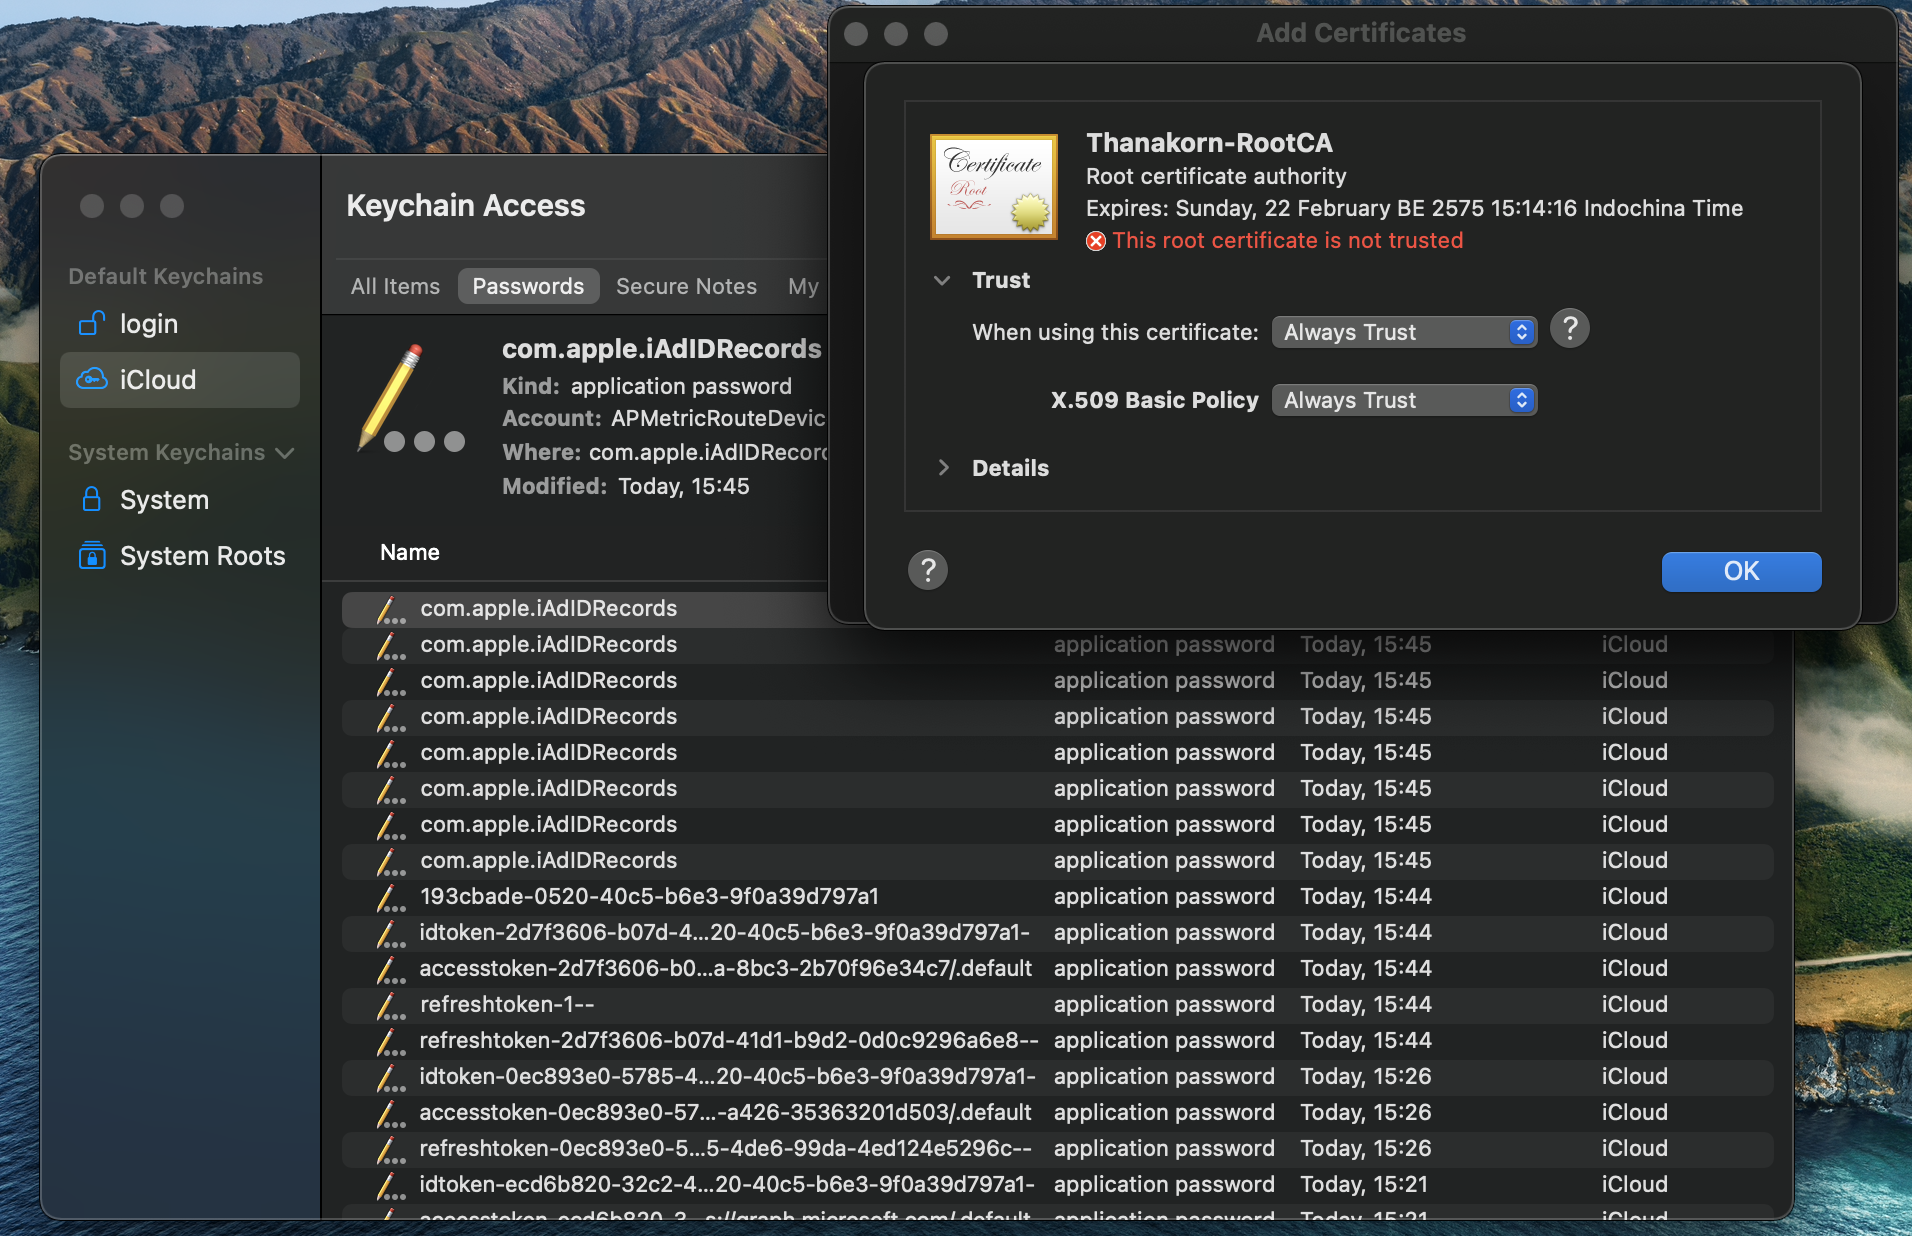 Add Certificates
Certificate
Root
Thanakorn-RootCA
Root certificate authority
Expires: Sunday, 22 February BE 2575 15:14:16 Indochina Time
This root certificate is not trusted
Trust
When using this certificate: Always Trust ?
X.509 Basic Policy Always Trust
Details
?
OK
Default Keychains
login
iCloud
System Keychains
System
System Roots
Keychain Access
All Items Passwords Secure Notes My
com.apple.iAdIDRecords
Kind: application password
Account: APMetricRouteDevic
Where: com.apple.iAdIDRecord
Modified: Today, 15:45
Name
com.apple.iAdIDRecords
com.apple.iAdIDRecords application password Today, 15:45 iCloud
com.apple.iAdIDRecords application password Today, 15:45 iCloud
com.apple.iAdIDRecords application password Today, 15:45 iCloud
com.apple.iAdIDRecords application password Today, 15:45 iCloud
com.apple.iAdIDRecords application password Today, 15:45 iCloud
com.apple.iAdIDRecords application password Today, 15:45 iCloud
com.apple.iAdIDRecords application password Today, 15:45 iCloud
193cbade-0520-40c5-b6e3-9f0a39d797a1 application password Today, 15:44 iCloud
idtoken-2d7f3606-b07d-4...20-40c5-b6e3-9f0a39d797a1- application password Today, 15:44 iCloud
accesstoken-2d7f3606-b0...a-8bc3-2b70f96e34c7/.default application password Today, 15:44 iCloud
refreshtoken-1-- application password Today, 15:44 iCloud
refreshtoken-2d7f3606-b07d-41d1-b9d2-0d0c9296a6e8-- application password Today, 15:44 iCloud
idtoken-0ec893e0-5785-4...20-40c5-b6e3-9f0a39d797a1- application password Today, 15:26 iCloud
accesstoken-0ec893e0-57...-a426-35363201d503/.default application password Today, 15:26 iCloud
refreshtoken-0ec893e0-5...5-4de6-99da-4ed124e5296c-- application password Today, 15:26 iCloud
idtoken-ecd6b820-32c2-4...20-40c5-b6e3-9f0a39d797a1- application password Today, 15:21 iCloud
accesstoken-ecd6b820-3...s://graph.microsoft.com/.default application password Today, 15:21 iCloud